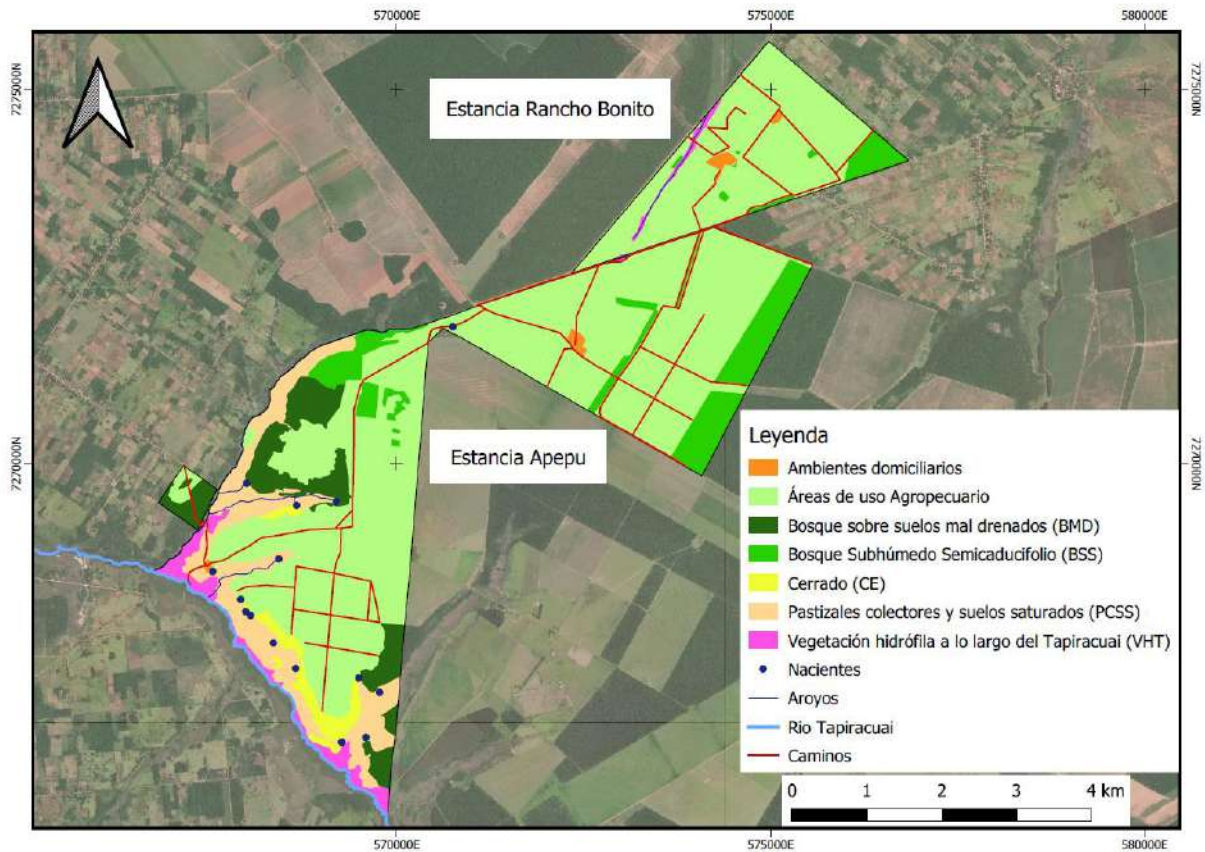 570000E
575000E
580000E
7275000N
7275000N
Estancia Rancho Bonito
7270000N
7270000N
Estancia Apepu
Leyenda
Ambientes domiciliarios
Áreas de uso Agropecuario
Bosque sobre suelos mal drenados (BMD)
Bosque Subhúmedo Semicaducifolio (BSS)
Cerrado (CE)
Pastizales colectores y suelos saturados (PCSS)
Vegetación hidrófila a lo largo del Tapiracuai (VHT)
Nacientes
Aroyos
Rio Tapiracuai
Caminos
0 1 2 3 4 km
570000E
575000E
580000E